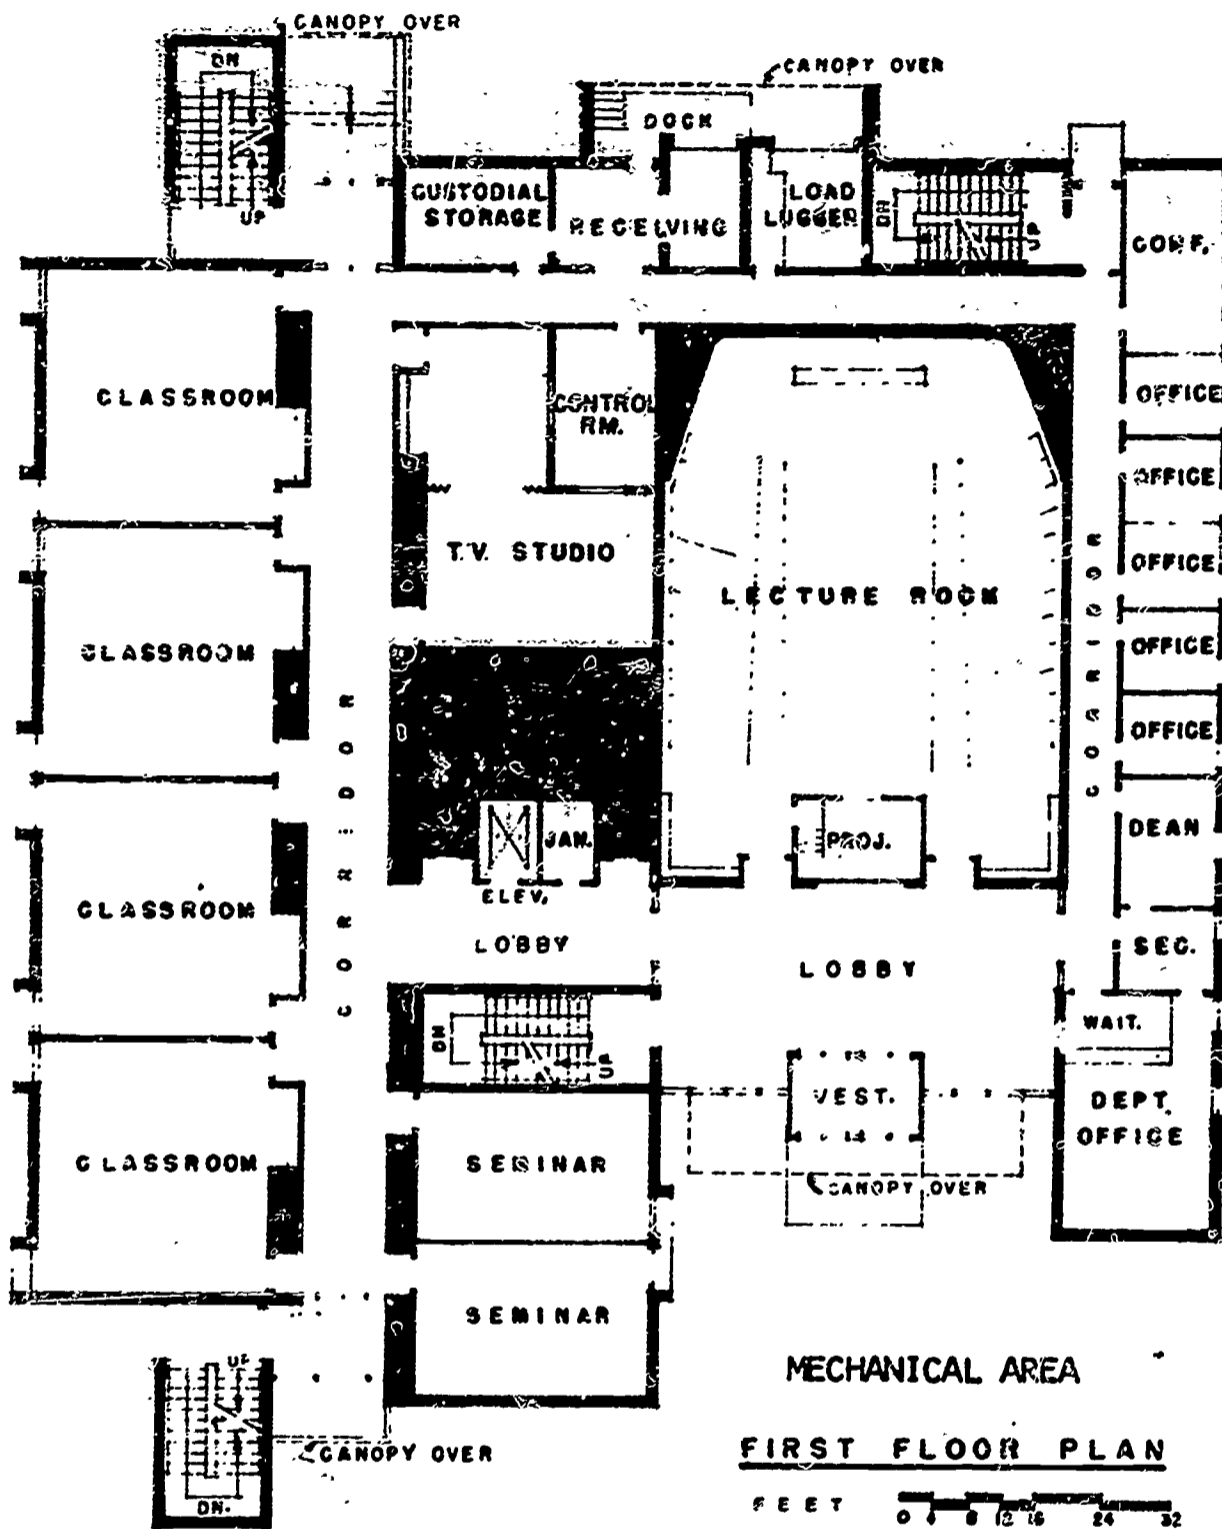 CANOPY OVER
DN
UP
CANOPY OVER
DOCK
CUSTODIAL
STORAGE
RECEIVING
LOAD
LUGGER
DN
UP
CONF.
CLASSROOM
CONTROL
RM.
OFFICE
OFFICE
T.V. STUDIO
LECTURE ROOM
OFFICE
CLASSROOM
OFFICE
CORRIDOR
CORRIDOR
OFFICE
JAN.
PROJ.
DEAN
ELEV.
CLASSROOM
LOBBY
LOBBY
SEC.
DN
UP
WAIT.
VEST.
DEPT.
OFFICE
CLASSROOM
SEMINAR
CANOPY OVER
SEMINAR
UP
DN.
CANOPY OVER
MECHANICAL AREA
FIRST FLOOR PLAN
FEET 0 4 8 12 16 24 32